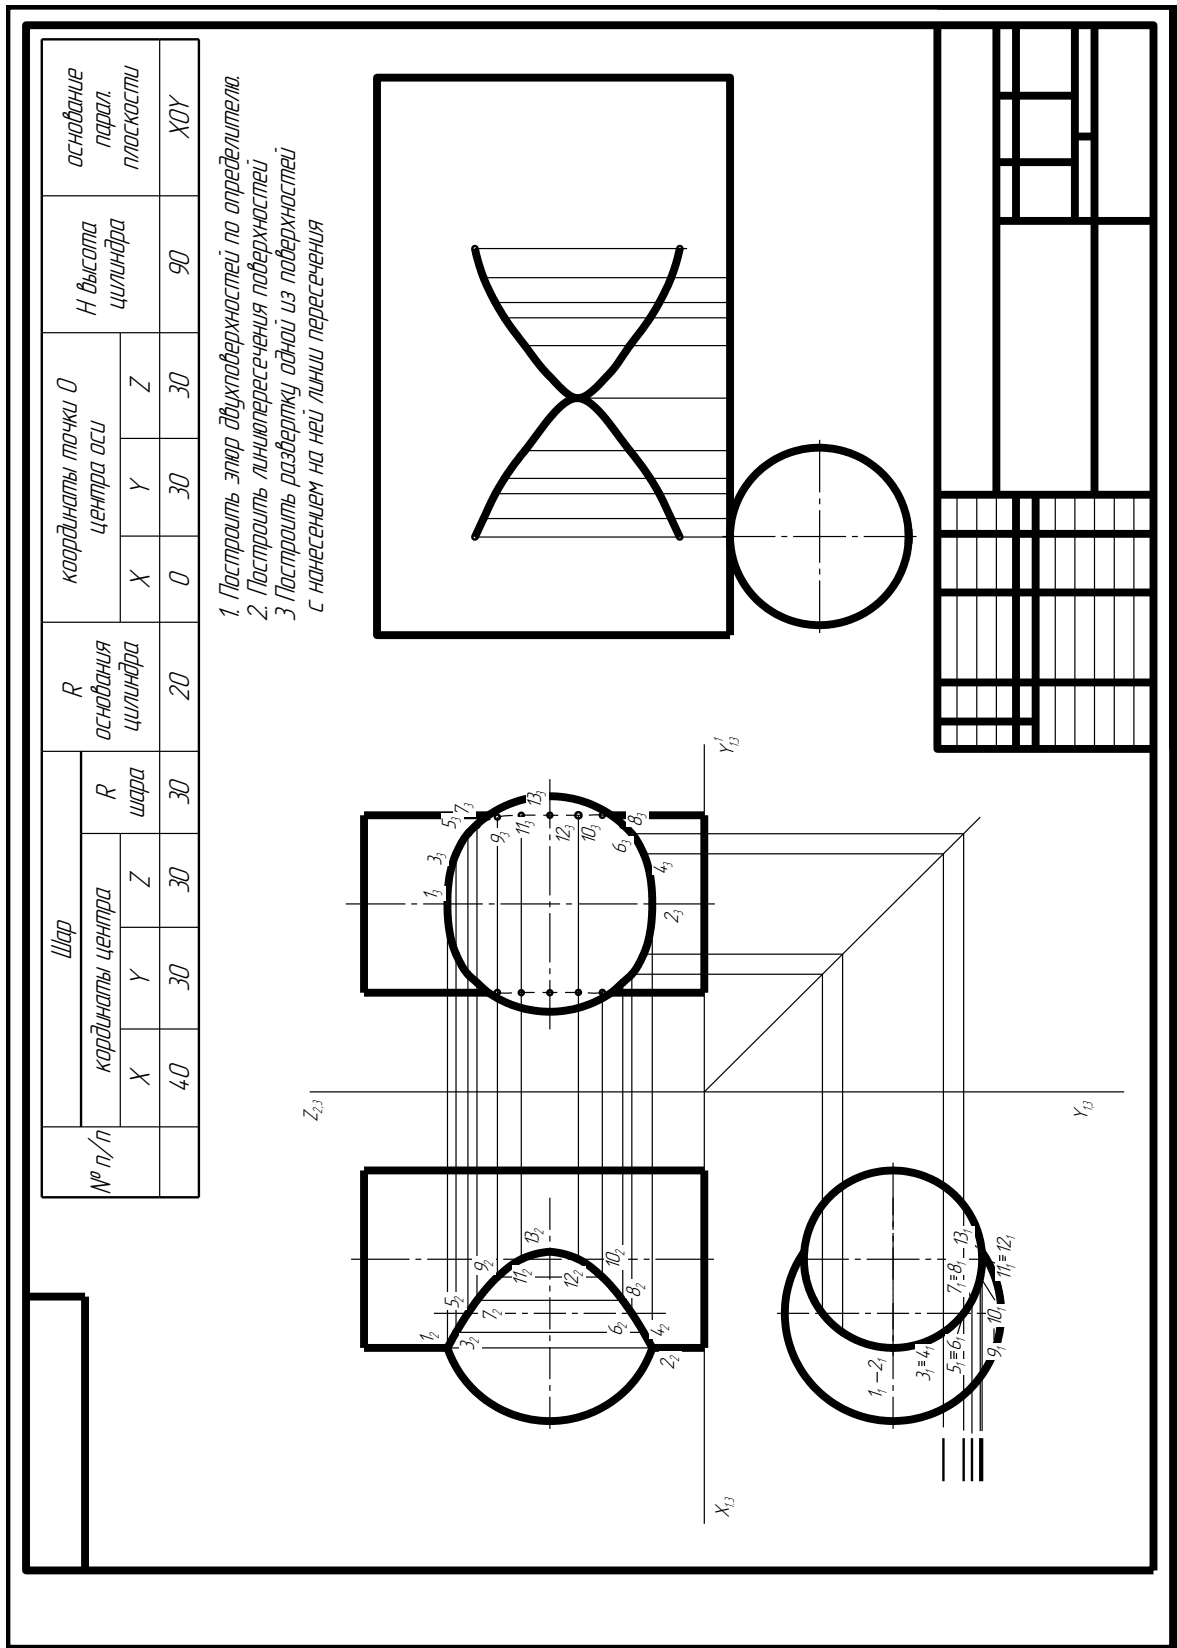 № п/п
Шар
кординаты центра
X
Y
Z
R
шара
R
основания
цилиндра
координаты точки О
центра оси
X
Y
Z
H высота
цилиндра
основание
парал.
плоскости
40
30
30
30
20
0
30
30
90
XOY
1. Построить эпюр двухповерхностей по определителю.
2. Построить линиюпересечения поверхностей
3 Построить развертку одной из поверхностей
с нанесением на ней линии пересечения
Z2,3
X1,3
Y1,3
Y1,3 1
1₂
3₂
5₂
7₂
9₂
11₂
13₂
12₂
10₂
8₂
6₂
4₂
2₂
1₃
3₃
5₃
7₃
9₃
11₃
13₃
12₃
10₃
6₃
8₃
4₃
2₃
1₁ – 2₁
3₁ ≡ 4₁
5₁ ≡ 6₁
7₁ ≡ 8₁ – 13₁
9₁ – 10₁
11₁ ≡ 12₁